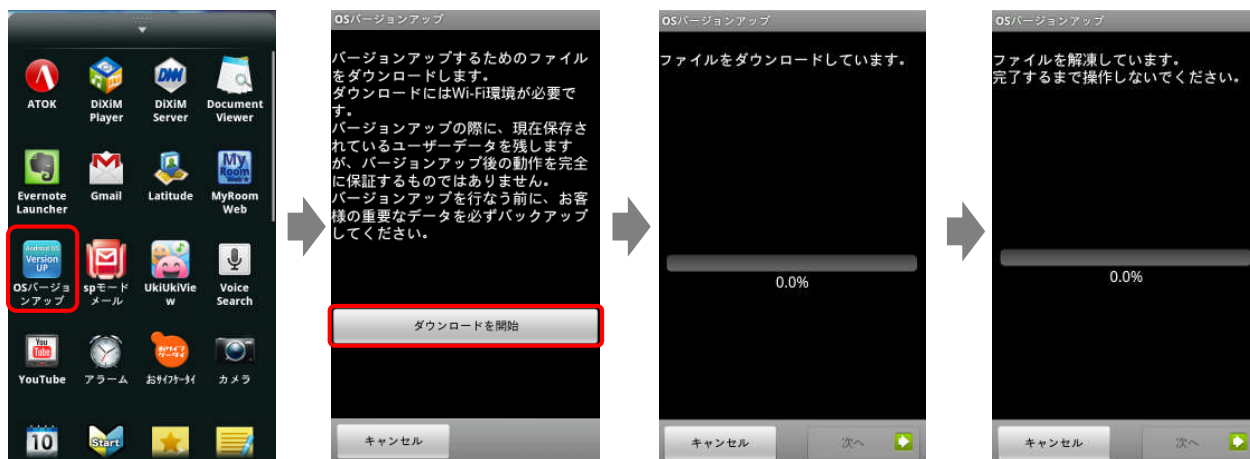 ATOK
DiXiM
Player
DiXiM
Server
Document
Viewer
Evernote
Launcher
Gmail
Latitude
My
Room
Web★
MyRoom
Web
Android OS
Version
UP
OSバージョ
ンアップ
spモード
メール
UkiUkiVie
w
Voice
Search
You
Tube
YouTube
アラーム
おサイフケータイ
カメラ
10
Start
OSバージョンアップ
バージョンアップするためのファイル
をダウンロードします。
ダウンロードにはWi-Fi環境が必要で
す。
バージョンアップの際に、現在保存さ
れているユーザーデータを残します
が、バージョンアップ後の動作を完全
に保証するものではありません。
バージョンアップを行なう前に、お客
様の重要なデータを必ずバックアップ
してください。
ダウンロードを開始
キャンセル
OSバージョンアップ
ファイルをダウンロードしています。
0.0%
キャンセル
次へ
OSバージョンアップ
ファイルを解凍しています。
完了するまで操作しないでください。
0.0%
キャンセル
次へ